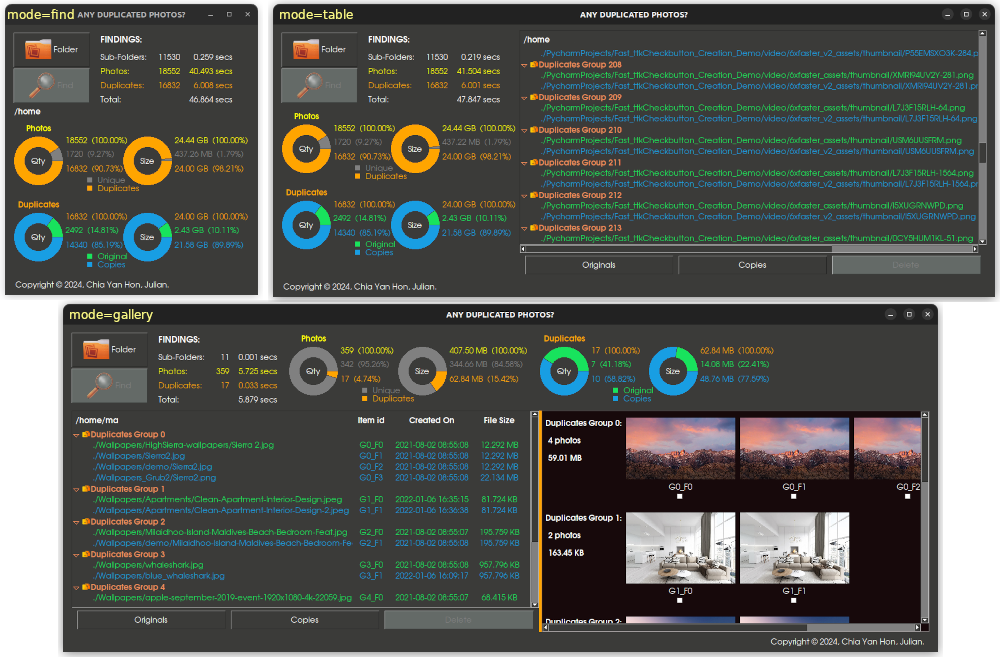 mode=find
ANY DUPLICATED PHOTOS?
Folder
Find
FINDINGS:
Sub-Folders: 11530 0.259 secs
Photos: 18552 40.493 secs
Duplicates: 16832 6.008 secs
Total: 46.864 secs
/home
Photos
Qty
18552 (100.00%)
1720 (9.27%)
16832 (90.73%)
Size
24.44 GB (100.00%)
437.26 MB (1.79%)
24.00 GB (98.21%)
Unique
Duplicates
Duplicates
Qty
16832 (100.00%)
2492 (14.81%)
14340 (85.19%)
Size
24.00 GB (100.00%)
2.43 GB (10.11%)
21.58 GB (89.89%)
Original
Copies
Copyright © 2024, Chia Yan Hon, Julian.
mode=table
ANY DUPLICATED PHOTOS?
Folder
Find
FINDINGS:
Sub-Folders: 11530 0.219 secs
Photos: 18552 41.504 secs
Duplicates: 16832 6.001 secs
Total: 47.847 secs
Photos
Qty
18552 (100.00%)
1720 (9.27%)
16832 (90.73%)
Size
24.44 GB (100.00%)
437.22 MB (1.79%)
24.00 GB (98.21%)
Unique
Duplicates
Duplicates
Qty
16832 (100.00%)
2492 (14.81%)
14340 (85.19%)
Size
24.00 GB (100.00%)
2.43 GB (10.11%)
21.58 GB (89.89%)
Original
Copies
Copyright © 2024, Chia Yan Hon, Julian.
/home
Duplicates Group 208
./PycharmProjects/Fast_ttkCheckbutton_Creation_Demo/video/6xfaster_assets/thumbnail/XMRI94UV2Y-281.png
Duplicates Group 209
./PycharmProjects/Fast_ttkCheckbutton_Creation_Demo/video/6xfaster_assets/thumbnail/L7J3F15RLH-64.png
./PycharmProjects/Fast_ttkCheckbutton_Creation_Demo/video/6xfaster_v2_assets/thumbnail/L7J3F15RLH-64.png
Duplicates Group 210
./PycharmProjects/Fast_ttkCheckbutton_Creation_Demo/video/6xfaster_assets/thumbnail/USM6UUSFRM.png
./PycharmProjects/Fast_ttkCheckbutton_Creation_Demo/video/6xfaster_v2_assets/thumbnail/USM6UUSFRM.png
Duplicates Group 211
./PycharmProjects/Fast_ttkCheckbutton_Creation_Demo/video/6xfaster_assets/thumbnail/L7J3F15RLH-1564.png
./PycharmProjects/Fast_ttkCheckbutton_Creation_Demo/video/6xfaster_v2_assets/thumbnail/L7J3F15RLH-1564.pr
Duplicates Group 212
./PycharmProjects/Fast_ttkCheckbutton_Creation_Demo/video/6xfaster_assets/thumbnail/I5XUGRNWPD.png
./PycharmProjects/Fast_ttkCheckbutton_Creation_Demo/video/6xfaster_v2_assets/thumbnail/I5XUGRNWPD.png
Duplicates Group 213
./PycharmProjects/Fast_ttkCheckbutton_Creation_Demo/video/6xfaster_assets/thumbnail/0CY5HUM1KL-51.png
Originals
Copies
Delete
mode=gallery
ANY DUPLICATED PHOTOS?
Folder
Find
FINDINGS:
Sub-Folders: 11 0.001 secs
Photos: 359 5.725 secs
Duplicates: 17 0.033 secs
Total: 5.879 secs
Photos
Qty
359 (100.00%)
342 (95.26%)
17 (4.74%)
Size
407.50 MB (100.00%)
344.66 MB (84.58%)
62.84 MB (15.42%)
Unique
Duplicates
Duplicates
Qty
17 (100.00%)
7 (41.18%)
10 (58.82%)
Size
62.84 MB (100.00%)
14.08 MB (22.41%)
48.76 MB (77.59%)
Original
Copies
/home/ma Item id Created On File Size
Duplicates Group 0
./Wallpapers/HighSierra-wallpapers/Sierra 2.jpg G0_F0 2021-08-02 08:55:08 12.292 MB
./Wallpapers/Sierra2.jpg G0_F1 2021-08-02 08:55:08 12.292 MB
./Wallpapers/demo/Sierra2.jpg G0_F2 2021-08-02 08:55:08 12.292 MB
./Wallpapers_Grub2/Sierra2.png G0_F3 2021-08-02 08:55:08 22.134 MB
Duplicates Group 1
./Wallpapers/Apartments/Clean-Apartment-Interior-Design.jpeg G1_F0 2022-01-06 16:35:15 81.724 KB
./Wallpapers/Apartments/Clean-Apartment-Interior-Design-2.jpeg G1_F1 2022-01-06 16:36:38 81.724 KB
Duplicates Group 2
./Wallpapers/Milaidhoo-Island-Maldives-Beach-Bedroom-Feat.jpg G2_F0 2021-08-02 08:55:07 195.759 KB
./Wallpapers/demo/Milaidhoo-Island-Maldives-Beach-Bedroom-Fe G2_F1 2021-08-02 08:55:08 195.759 KB
Duplicates Group 3
./Wallpapers/whaleshark.jpg G3_F0 2021-08-02 08:55:08 957.796 KB
./Wallpapers/blue_whaleshark.jpg G3_F1 2022-01-06 16:09:17 957.796 KB
Duplicates Group 4
./Wallpapers/apple-september-2019-event-1920x1080-4k-22059.jpg G4_F0 2021-08-02 08:55:07 68.415 KB
Originals
Copies
Delete
Duplicates Group 0:
4 photos
59.01 MB
G0_F0
G0_F1
G0_F2
Duplicates Group 1:
2 photos
163.45 KB
G1_F0
G1_F1
Duplicates Group 2:
Copyright © 2024, Chia Yan Hon, Julian.